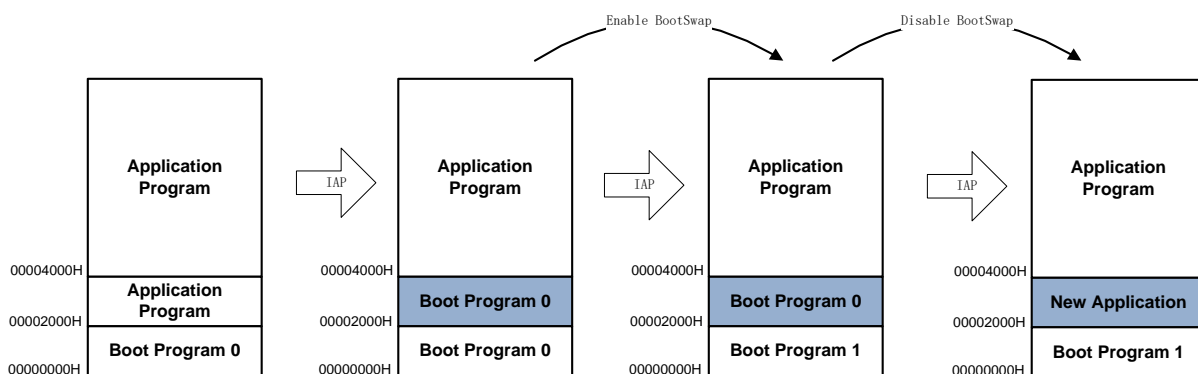 Enable BootSwap
Disable BootSwap
Application
Program
IAP
Application
Program
IAP
Application
Program
IAP
Application
Program
00004000H
00004000H
00004000H
00004000H
Application
Program
Boot Program 0
Boot Program 0
New Application
00002000H
00002000H
00002000H
00002000H
Boot Program 0
Boot Program 0
Boot Program 1
Boot Program 1
00000000H
00000000H
00000000H
00000000H